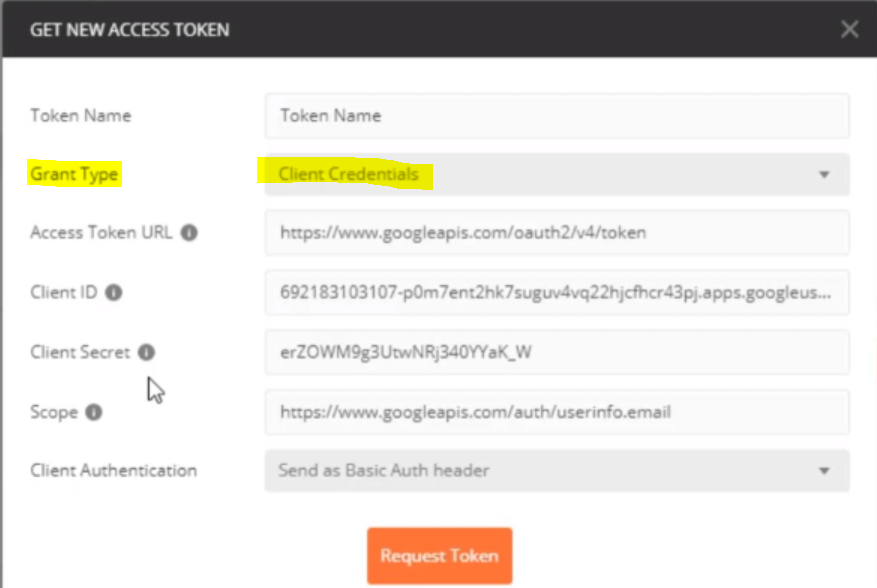 GET NEW ACCESS TOKEN
Token Name Token Name
Grant Type Client Credentials
Access Token URL https://www.googleapis.com/oauth2/v4/token
Client ID 692183103107-p0m7ent2hk7suguv4vq22hjcfhcr43pj.apps.googleus...
Client Secret erZOWM9g3UtwNRj340YYaK_W
Scope https://www.googleapis.com/auth/userinfo.email
Client Authentication Send as Basic Auth header
Request Token